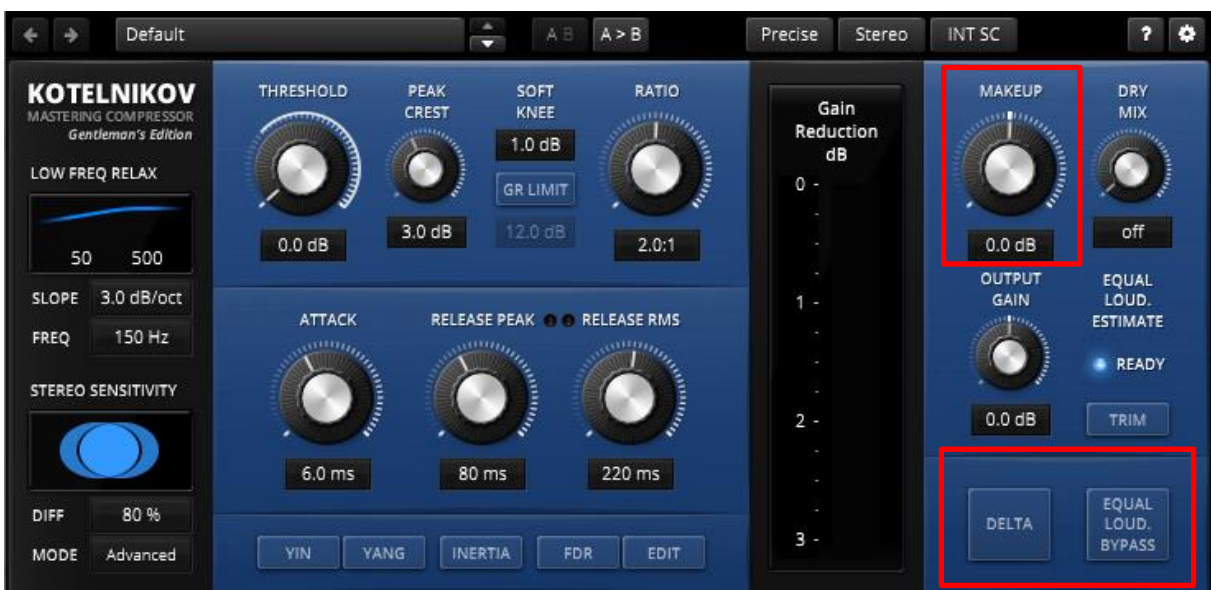 Default
A B
A > B
Precise
Stereo
INT SC
?
KOTELNIKOV
MASTERING COMPRESSOR
Gentleman's Edition
LOW FREQ RELAX
50 500
SLOPE 3.0 dB/oct
FREQ 150 Hz
STEREO SENSITIVITY
DIFF 80 %
MODE Advanced
THRESHOLD
0.0 dB
PEAK
CREST
3.0 dB
SOFT
KNEE
1.0 dB
GR LIMIT
12.0 dB
RATIO
2.0:1
ATTACK
6.0 ms
RELEASE PEAK
80 ms
RELEASE RMS
220 ms
YIN
YANG
INERTIA
FDR
EDIT
Gain
Reduction
dB
0 -
1 -
2 -
3 -
MAKEUP
0.0 dB
DRY
MIX
off
OUTPUT
GAIN
0.0 dB
EQUAL
LOUD.
ESTIMATE
READY
TRIM
DELTA
EQUAL
LOUD.
BYPASS